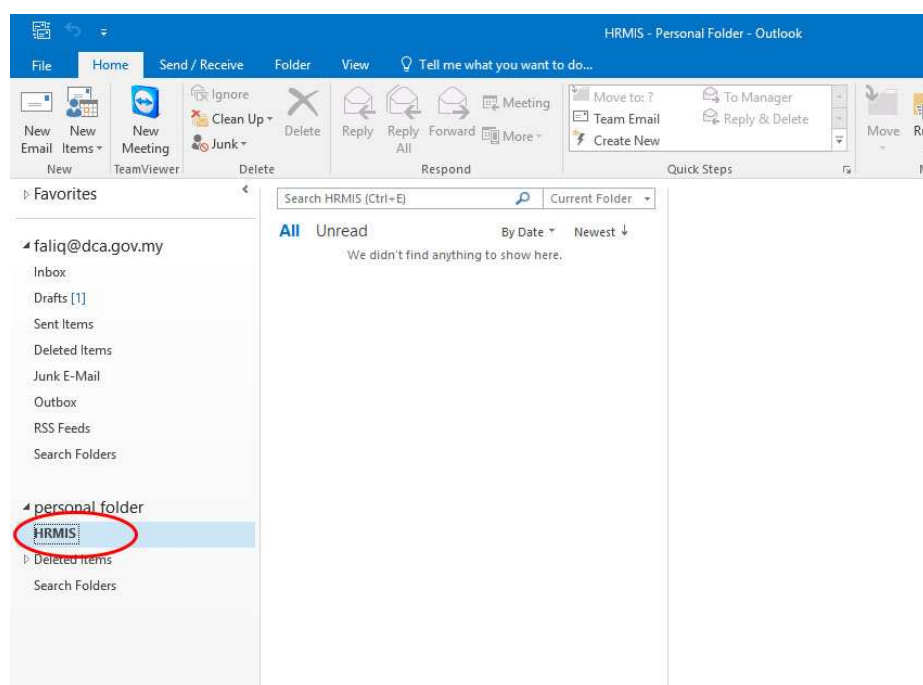 HRMIS - Personal Folder - Outlook
File Home Send / Receive Folder View Tell me what you want to do...
New Email
New Items
New Meeting
Ignore
Clean Up
Junk
Delete
Reply
Reply All
Forward
Meeting
More
Move to: ?
Team Email
Create New
To Manager
Reply & Delete
Move
New TeamViewer Delete Respond Quick Steps
Favorites
faliq@dca.gov.my
Inbox
Drafts [1]
Sent Items
Deleted Items
Junk E-Mail
Outbox
RSS Feeds
Search Folders
personal folder
HRMIS
Deleted Items
Search Folders
Search HRMIS (Ctrl+E) Current Folder
All Unread By Date Newest
We didn't find anything to show here.